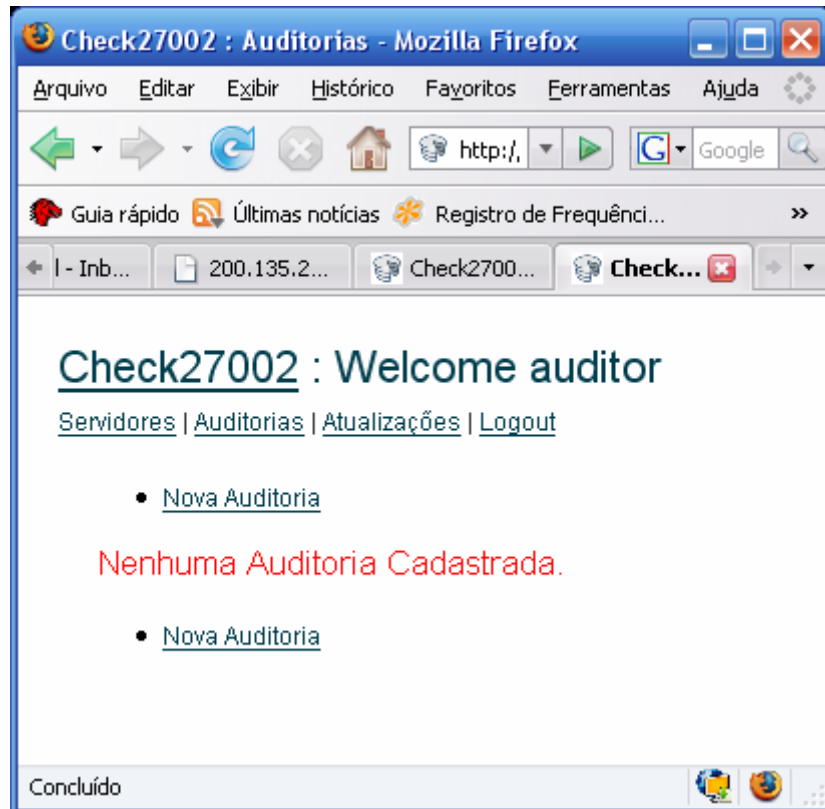 Check27002 : Auditorias - Mozilla Firefox
Arquivo Editar Exibir Histórico Favoritos Ferramentas Ajuda
http:/, G Google
Guia rápido Últimas notícias Registro de Frequênci... »
l - Inb... 200.135.2... Check2700... Check...
Check27002 : Welcome auditor
Servidores | Auditorias | Atualizações | Logout
• Nova Auditoria
Nenhuma Auditoria Cadastrada.
• Nova Auditoria
Concluído